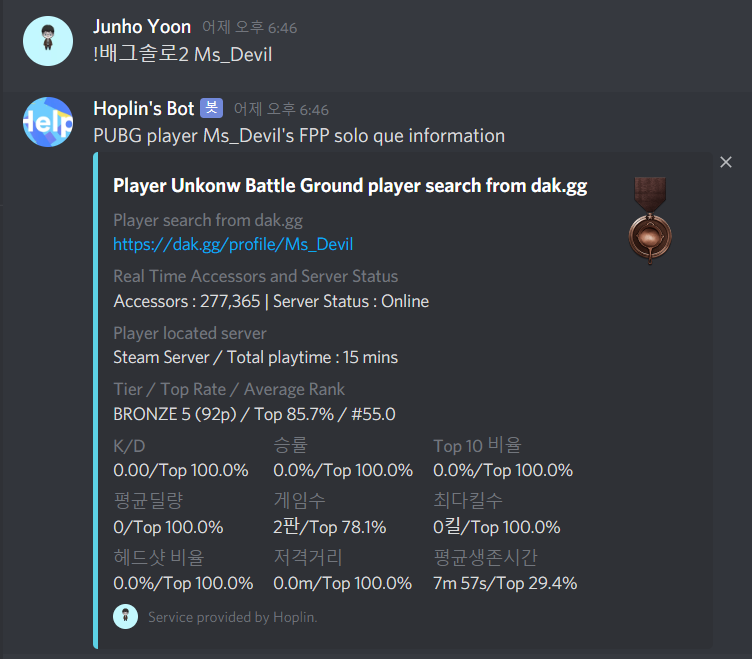 Junho Yoon 어제 오후 6:46
!배그솔로2 Ms_Devil
Hoplin's Bot 봇 어제 오후 6:46
Help
PUBG player Ms_Devil's FPP solo que information
Player Unkonw Battle Ground player search from dak.gg
Player search from dak.gg
https://dak.gg/profile/Ms_Devil
Real Time Accessors and Server Status
Accessors : 277,365 | Server Status : Online
Player located server
Steam Server / Total playtime : 15 mins
Tier / Top Rate / Average Rank
BRONZE 5 (92p) / Top 85.7% / #55.0
K/D 승률 Top 10 비율
0.00/Top 100.0% 0.0%/Top 100.0% 0.0%/Top 100.0%
평균딜량 게임수 최다킬수
0/Top 100.0% 2판/Top 78.1% 0킬/Top 100.0%
헤드샷 비율 저격거리 평균생존시간
0.0%/Top 100.0% 0.0m/Top 100.0% 7m 57s/Top 29.4%
Service provided by Hoplin.